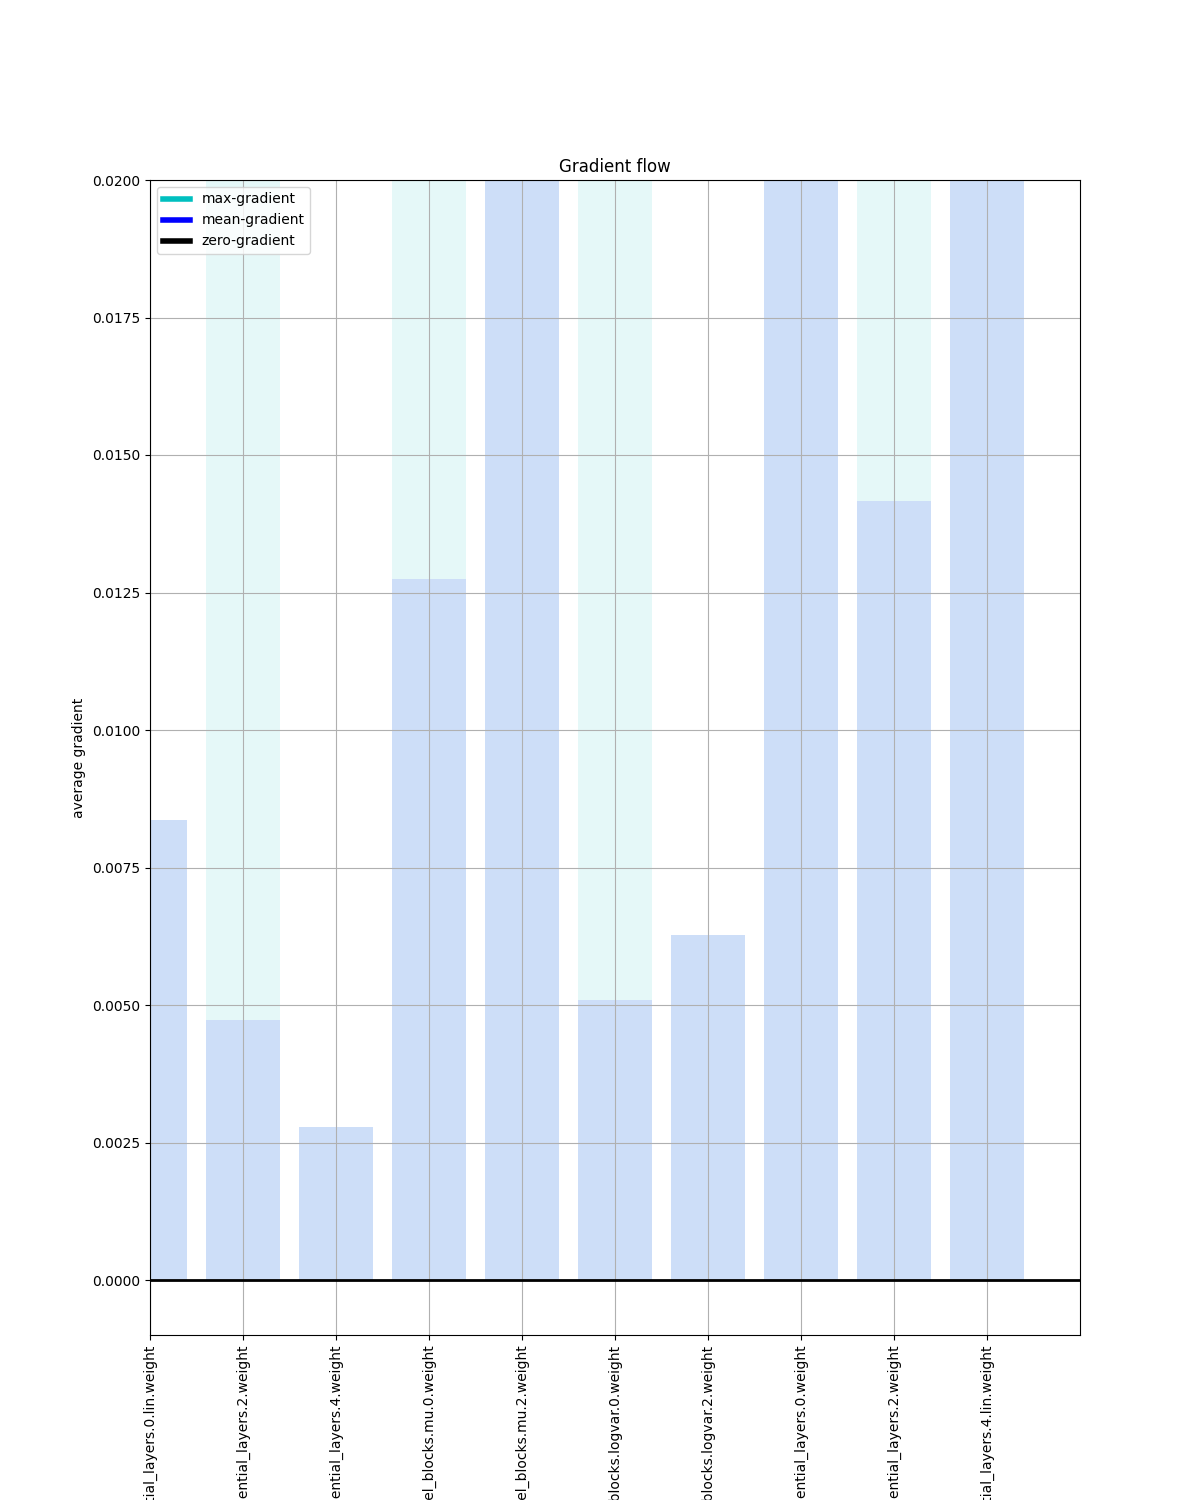 Gradient flow
max-gradient
mean-gradient
zero-gradient
0.0200
0.0175
0.0150
0.0125
0.0100
0.0075
0.0050
0.0025
0.0000
average gradient
tial_layers.0.lin.weight
ential_layers.2.weight
ential_layers.4.weight
el_blocks.mu.0.weight
el_blocks.mu.2.weight
blocks.logvar.0.weight
blocks.logvar.2.weight
ential_layers.0.weight
ential_layers.2.weight
tial_layers.4.lin.weight